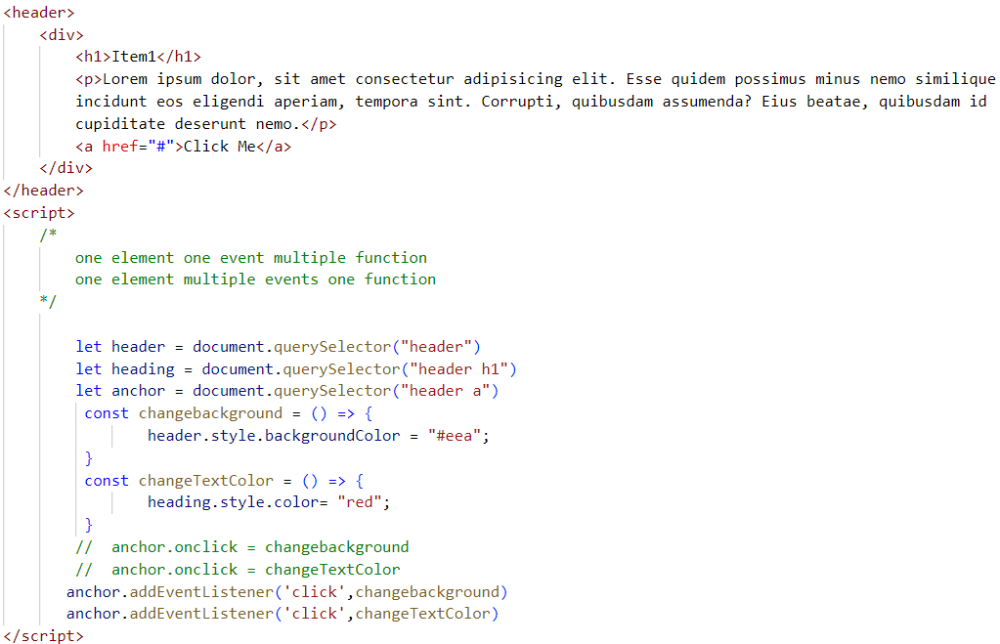 <header>
<div>
<h1>Item1</h1>
<p>Lorem ipsum dolor, sit amet consectetur adipisicing elit. Esse quidem possimus minus nemo similique
incidunt eos eligendi aperiam, tempora sint. Corrupti, quibusdam assumenda? Eius beatae, quibusdam id
cupiditate deserunt nemo.</p>
<a href="#">Click Me</a>
</div>
</header>
<script>
/*
one element one event multiple function
one element multiple events one function
*/
let header = document.querySelector("header")
let heading = document.querySelector("header h1")
let anchor = document.querySelector("header a")
const changebackground = () => {
header.style.backgroundColor = "#eea";
}
const changeTextColor = () => {
heading.style.color= "red";
}
// anchor.onclick = changebackground
// anchor.onclick = changeTextColor
anchor.addEventListener('click',changebackground)
anchor.addEventListener('click',changeTextColor)
</script>